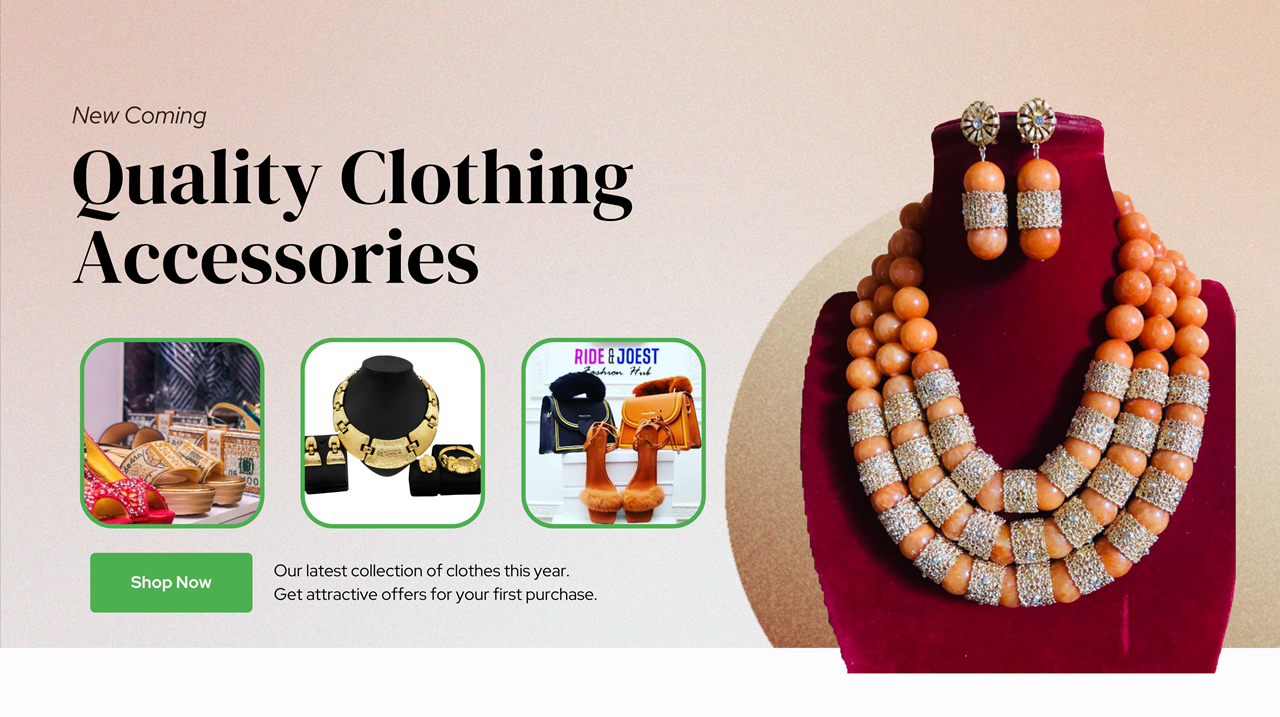 New Coming
Quality Clothing
Accessories
RIDE & JOEST
Fashion Hub
Shop Now
Our latest collection of clothes this year.
Get attractive offers for your first purchase.